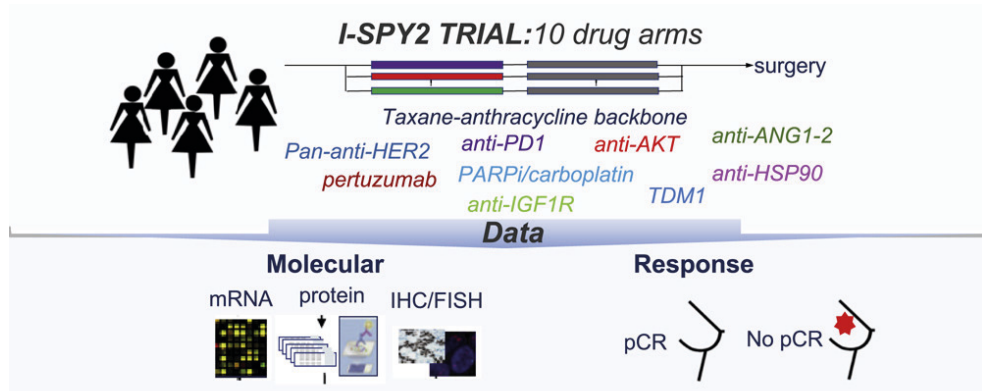 I-SPY2 TRIAL:10 drug arms
surgery
Taxane-anthracycline backbone
Pan-anti-HER2
anti-PD1
anti-AKT
anti-ANG1-2
pertuzumab
PARPi/carboplatin
anti-HSP90
anti-IGF1R
TDM1
Data
Molecular
Response
mRNA
protein
IHC/FISH
pCR
No pCR